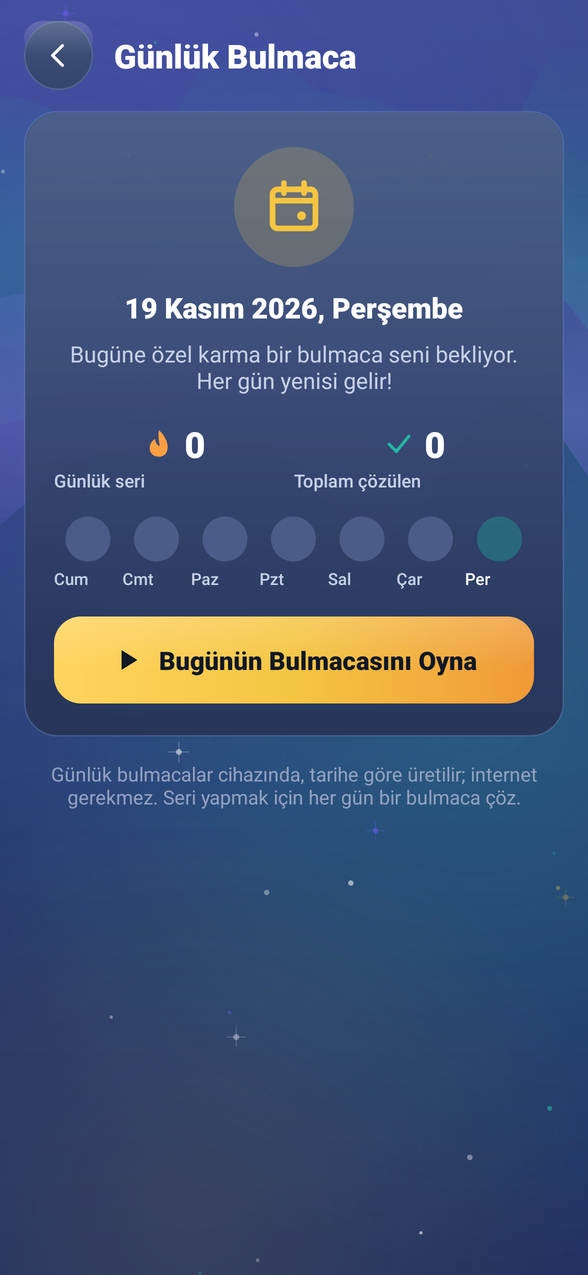 Günlük Bulmaca
19 Kasım 2026, Perşembe
Bugüne özel karma bir bulmaca seni bekliyor.
Her gün yenisi gelir!
0
0
Günlük seri
Toplam çözülen
Cum Cmt Paz Pzt Sal Çar Per
Bugünün Bulmacasını Oyna
Günlük bulmacalar cihazında, tarihe göre üretilir; internet
gerekmez. Seri yapmak için her gün bir bulmaca çöz.